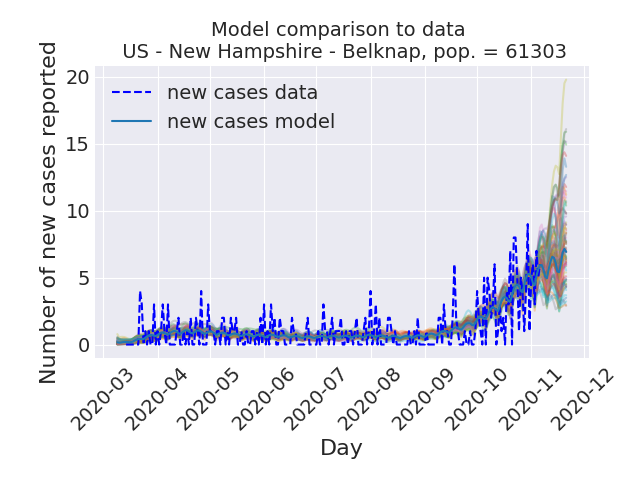 Model comparison to data
US - New Hampshire - Belknap, pop. = 61303
Number of new cases reported
20
15
10
5
0
new cases data
new cases model
2020-03
2020-04
2020-05
2020-06
2020-07
2020-08
2020-09
2020-10
2020-11
2020-12
Day